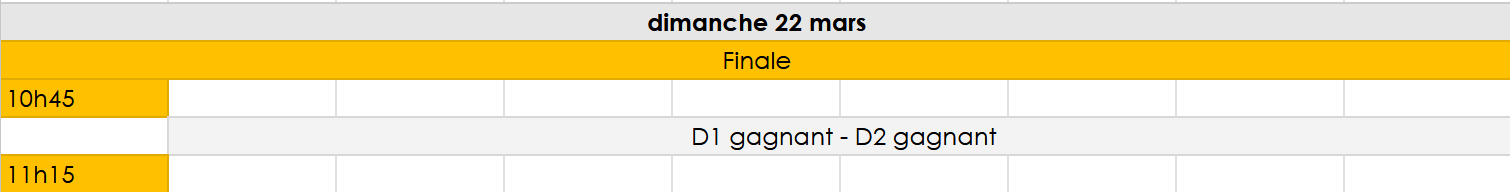 dimanche 22 mars
Finale
10h45
D1 gagnant - D2 gagnant
11h15